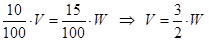 10/100 · V = 15/100 · W ⇒ V = 3/2 · W